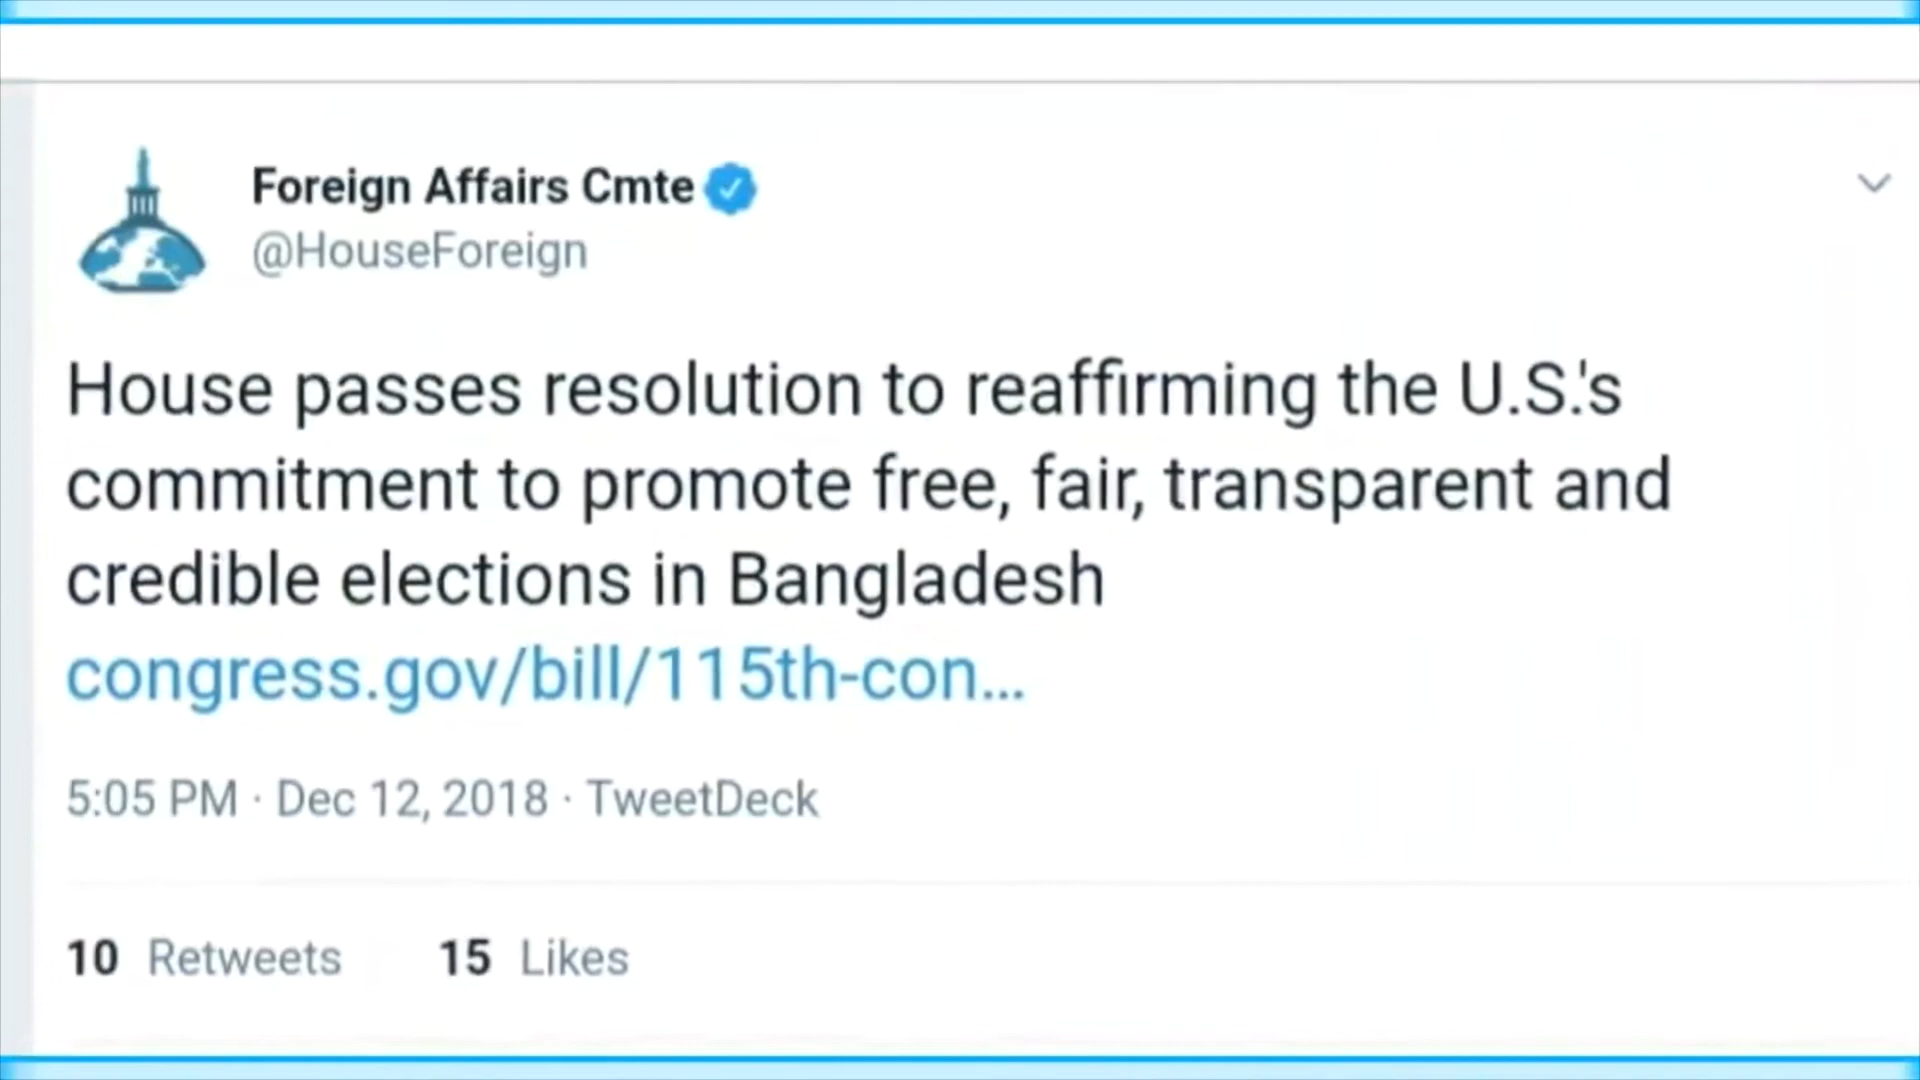 Foreign Affairs Cmte
@HouseForeign
House passes resolution to reaffirming the U.S.'s
commitment to promote free, fair, transparent and
credible elections in Bangladesh
congress.gov/bill/115th-con…
5:05 PM · Dec 12, 2018 · TweetDeck
10 Retweets 15 Likes